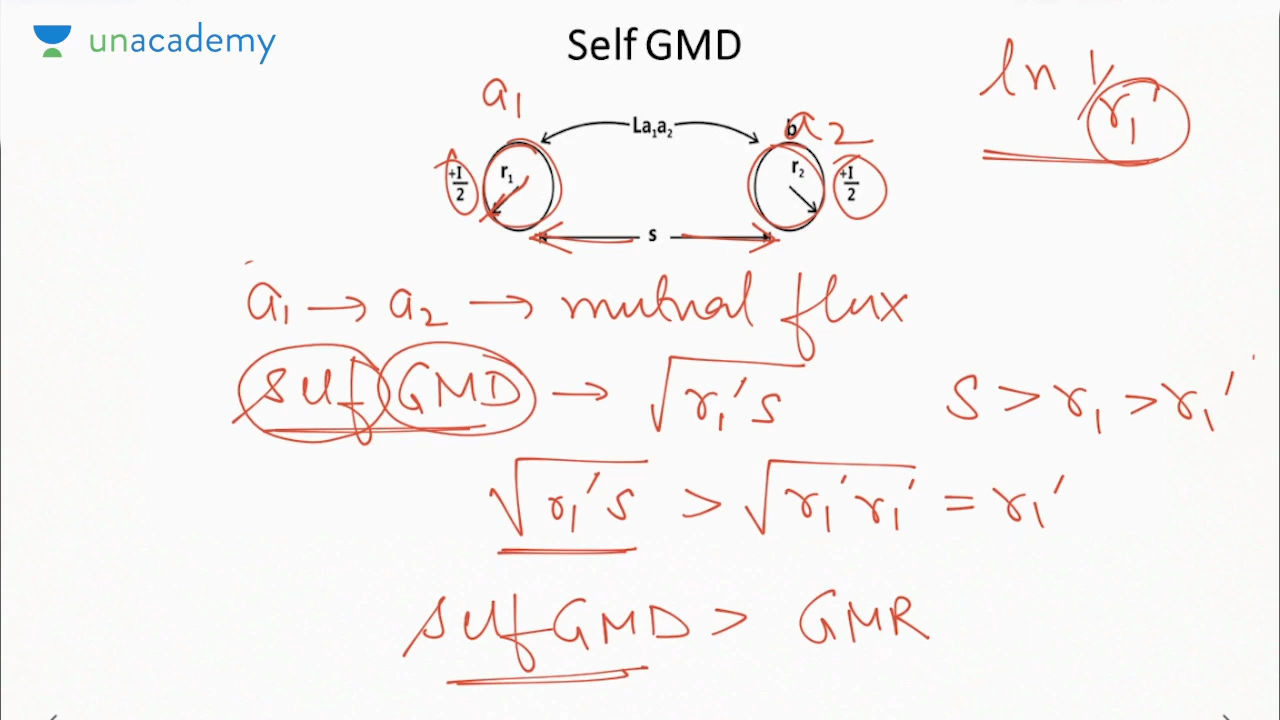 unacademy
Self GMD
ln 1/r₁′
a₁
La₁a₂
b a₂
+I/2 r₁ r₂ +I/2
s
a₁ → a₂ → mutual flux
self GMD → √r₁′s s > r₁ > r₁′
√r₁′s > √r₁′r₁′ = r₁′
self GMD > GMR